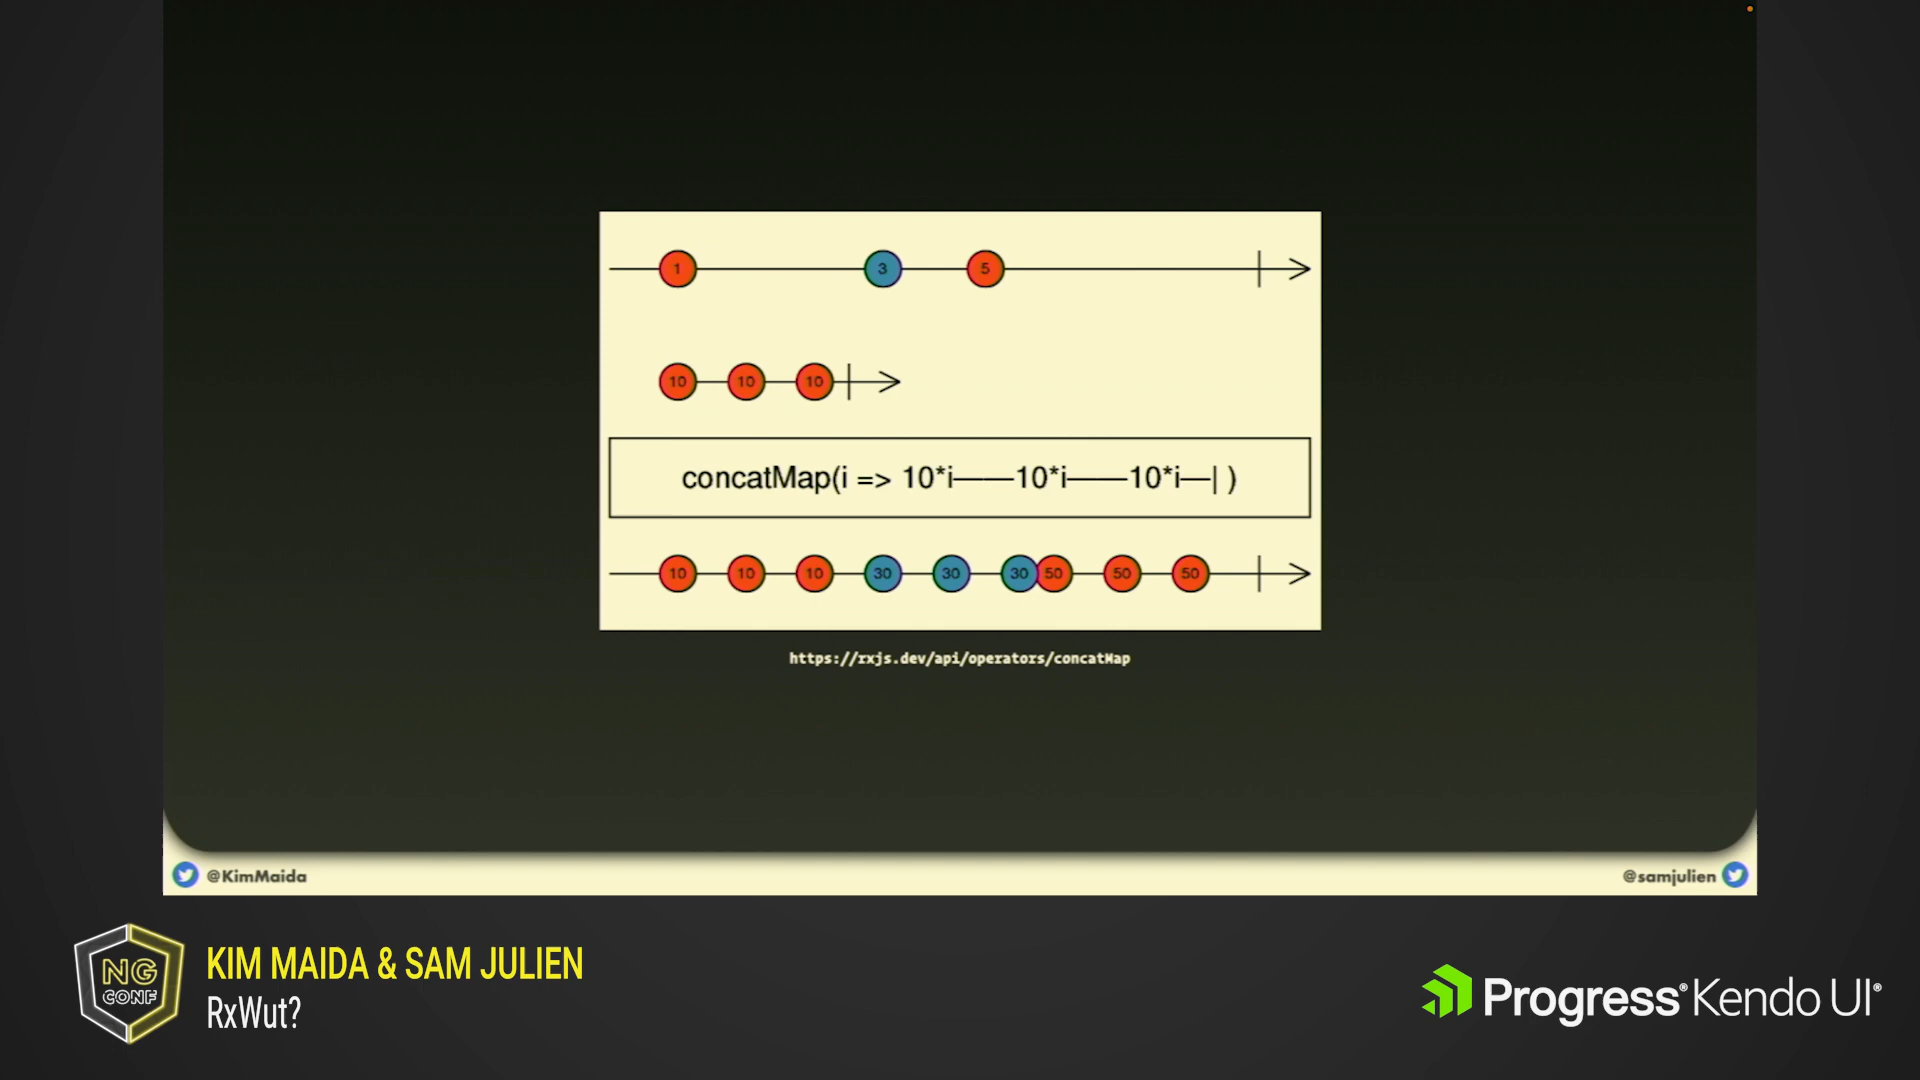 1 3 5
10 10 10
concatMap(i => 10*i——10*i——10*i—| )
10 10 10 30 30 30 50 50 50
https://rxjs.dev/api/operators/concatMap
@KimMaida
@samjulien
NG
CONF
KIM MAIDA & SAM JULIEN
RxWut?
Progress® Kendo UI®